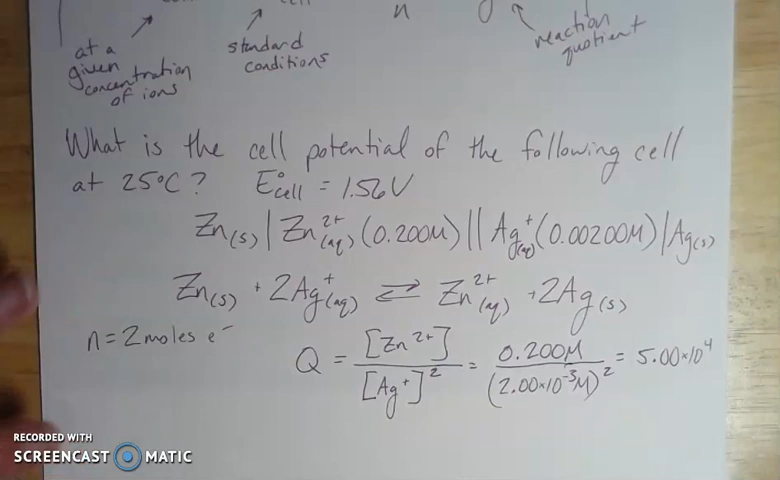 n
at a
given
concentration
of ions
standard
conditions
reaction
quotient
What is the cell potential of the following cell
at 25°C? E°cell = 1.56V
Zn(s) | Zn²⁺(aq) (0.200M) || Ag⁺(aq) (0.00200M) | Ag(s)
Zn(s) + 2Ag⁺(aq) ⇌ Zn²⁺(aq) + 2Ag(s)
n = 2 moles e⁻
Q = [Zn²⁺] / [Ag⁺]² = 0.200M / (2.00×10⁻³M)² = 5.00×10⁴
RECORDED WITH
SCREENCAST MATIC